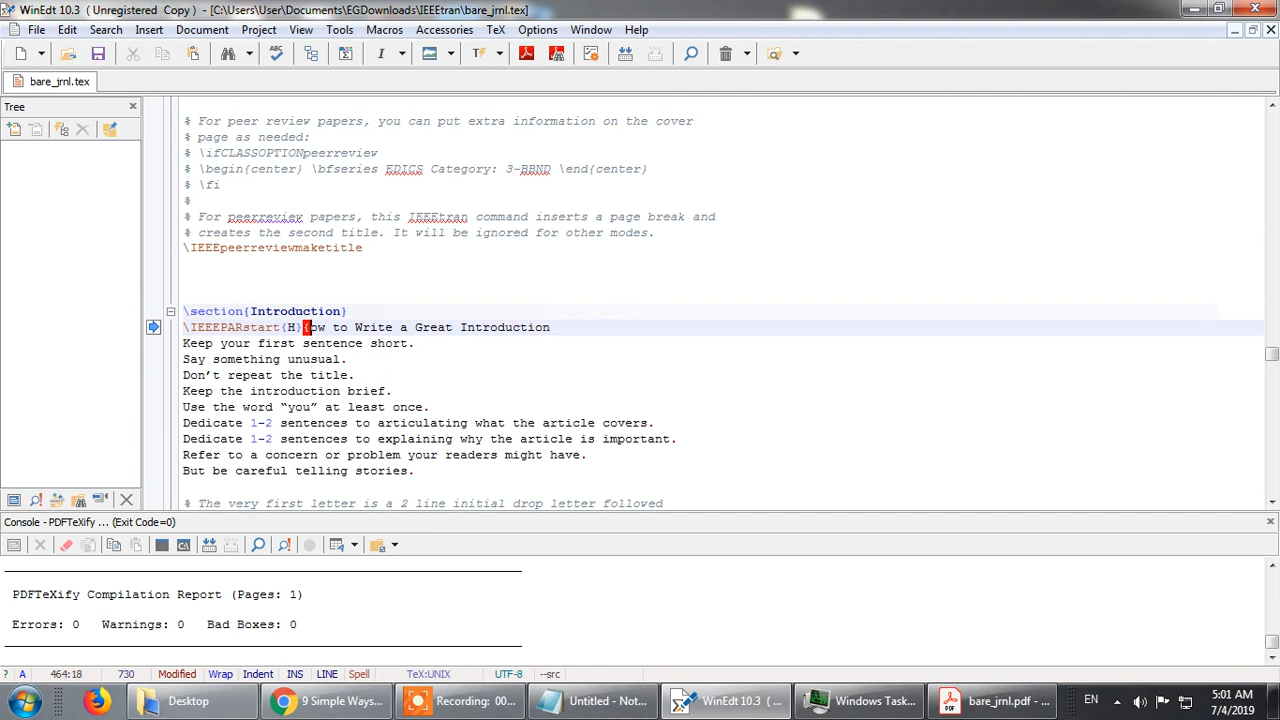 WinEdt 10.3 ( Unregistered Copy ) - [C:\Users\User\Documents\EGDownloads\IEEEtran\bare_jrnl.tex]
File Edit Search Insert Document Project View Tools Macros Accessories TeX Options Window Help
bare_jrnl.tex
Tree
% For peer review papers, you can put extra information on the cover
% page as needed:
% \ifCLASSOPTIONpeerreview
% \begin{center} \bfseries EDICS Category: 3-BBND \end{center}
% \fi
%
% For peerreview papers, this IEEEtran command inserts a page break and
% creates the second title. It will be ignored for other modes.
\IEEEpeerreviewmaketitle
\section{Introduction}
\IEEEPARstart{H}{ow to Write a Great Introduction
Keep your first sentence short.
Say something unusual.
Don’t repeat the title.
Keep the introduction brief.
Use the word “you” at least once.
Dedicate 1-2 sentences to articulating what the article covers.
Dedicate 1-2 sentences to explaining why the article is important.
Refer to a concern or problem your readers might have.
But be careful telling stories.
% The very first letter is a 2 line initial drop letter followed
Console - PDFTeXify ... (Exit Code=0)
PDFTeXify Compilation Report (Pages: 1)
Errors: 0 Warnings: 0 Bad Boxes: 0
? A 464:18 730 Modified Wrap Indent INS LINE Spell TeX:UNIX UTF-8 --src
Desktop 9 Simple Ways... Recording: 00... Untitled - Not... WinEdt 10.3 ( ... Windows Task... bare_jrnl.pdf - ... EN 5:01 AM
7/4/2019